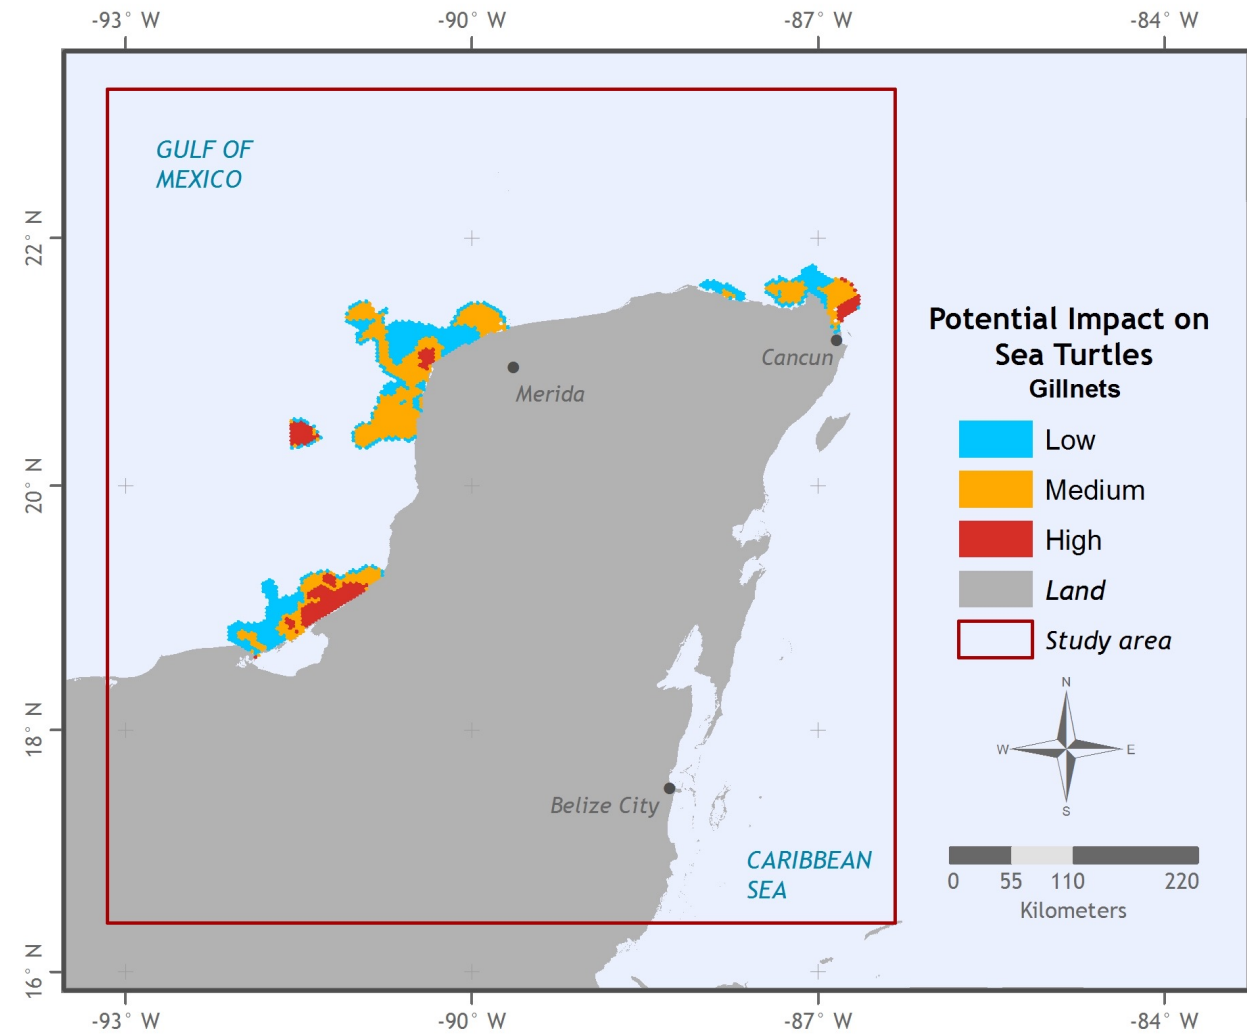 -93° W
-90° W
-87° W
-84° W
GULF OF
MEXICO
22° N
Potential Impact on
Sea Turtles
Gillnets
Cancun
Merida
Low
Medium
20° N
High
Land
Study area
N
18° N
W
E
S
Belize City
CARIBBEAN
SEA
0 55 110 220
Kilometers
16° N
-93° W
-90° W
-87° W
-84° W